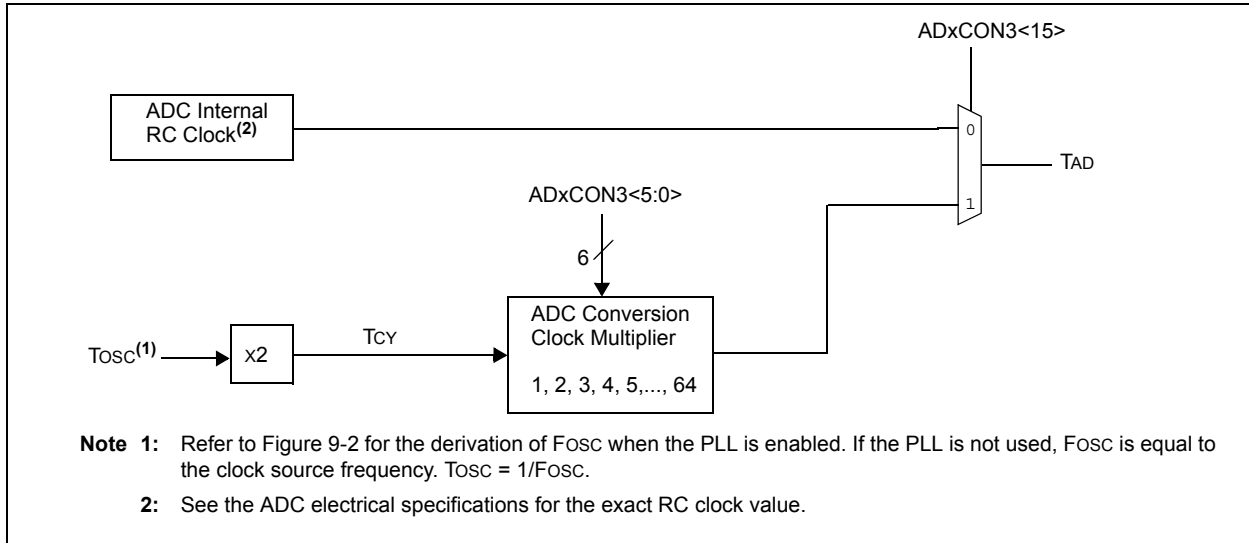 ADxCON3<15>
ADC Internal
RC Clock(2)
0
TAD
ADxCON3<5:0>
1
6
ADC Conversion
Clock Multiplier
TOSC(1)
X2
TCY
1, 2, 3, 4, 5,..., 64
Note 1: Refer to Figure 9-2 for the derivation of FOSC when the PLL is enabled. If the PLL is not used, FOSC is equal to
the clock source frequency. TOSC = 1/FOSC.
2: See the ADC electrical specifications for the exact RC clock value.